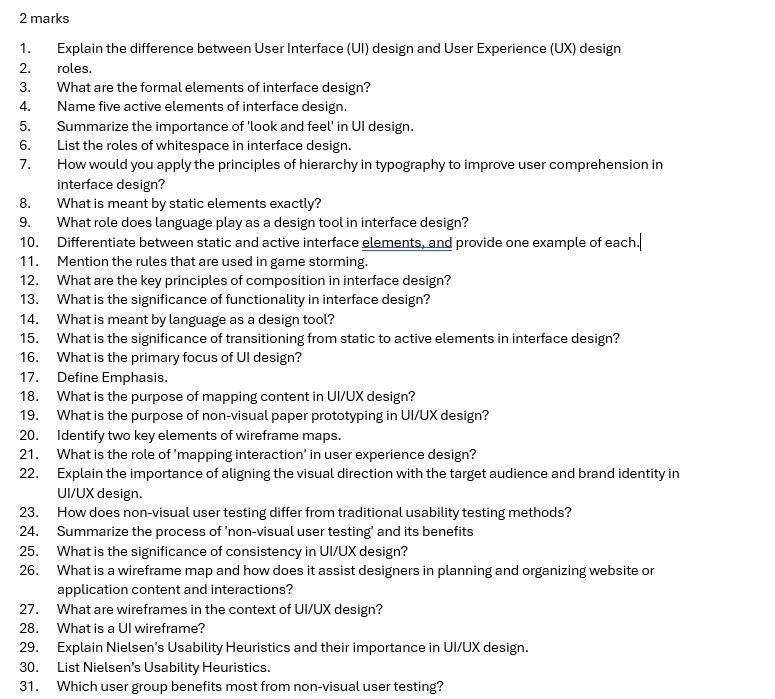 2 marks
1. Explain the difference between User Interface (UI) design and User Experience (UX) design
2. roles.
3. What are the formal elements of interface design?
4. Name five active elements of interface design.
5. Summarize the importance of 'look and feel' in UI design.
6. List the roles of whitespace in interface design.
7. How would you apply the principles of hierarchy in typography to improve user comprehension in
interface design?
8. What is meant by static elements exactly?
9. What role does language play as a design tool in interface design?
10. Differentiate between static and active interface elements, and provide one example of each.
11. Mention the rules that are used in game storming.
12. What are the key principles of composition in interface design?
13. What is the significance of functionality in interface design?
14. What is meant by language as a design tool?
15. What is the significance of transitioning from static to active elements in interface design?
16. What is the primary focus of UI design?
17. Define Emphasis.
18. What is the purpose of mapping content in UI/UX design?
19. What is the purpose of non-visual paper prototyping in UI/UX design?
20. Identify two key elements of wireframe maps.
21. What is the role of 'mapping interaction' in user experience design?
22. Explain the importance of aligning the visual direction with the target audience and brand identity in
UI/UX design.
23. How does non-visual user testing differ from traditional usability testing methods?
24. Summarize the process of 'non-visual user testing' and its benefits
25. What is the significance of consistency in UI/UX design?
26. What is a wireframe map and how does it assist designers in planning and organizing website or
application content and interactions?
27. What are wireframes in the context of UI/UX design?
28. What is a UI wireframe?
29. Explain Nielsen's Usability Heuristics and their importance in UI/UX design.
30. List Nielsen's Usability Heuristics.
31. Which user group benefits most from non-visual user testing?